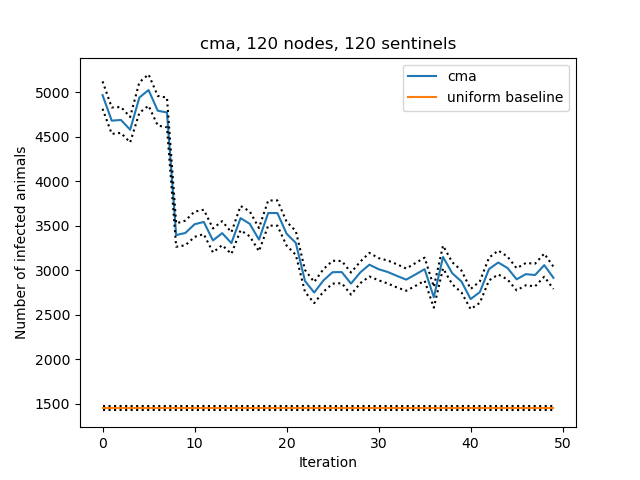 cma, 120 nodes, 120 sentinels
cma
uniform baseline
Number of infected animals
5000
4500
4000
3500
3000
2500
2000
1500
0 10 20 30 40 50
Iteration